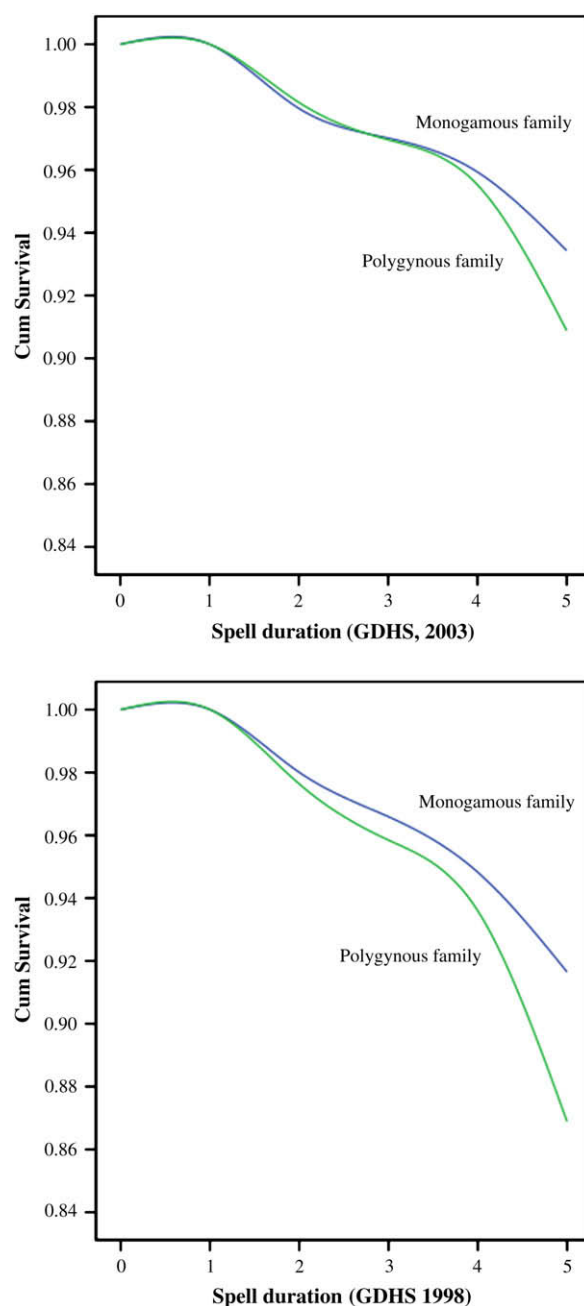 1.00
0.98
0.96
0.94
0.92
0.90
0.88
0.86
0.84
Cum Survival
Monogamous family
Polygynous family
0 1 2 3 4 5
Spell duration (GDHS, 2003)
1.00
0.98
0.96
0.94
0.92
0.90
0.88
0.86
0.84
Cum Survival
Monogamous family
Polygynous family
0 1 2 3 4 5
Spell duration (GDHS 1998)